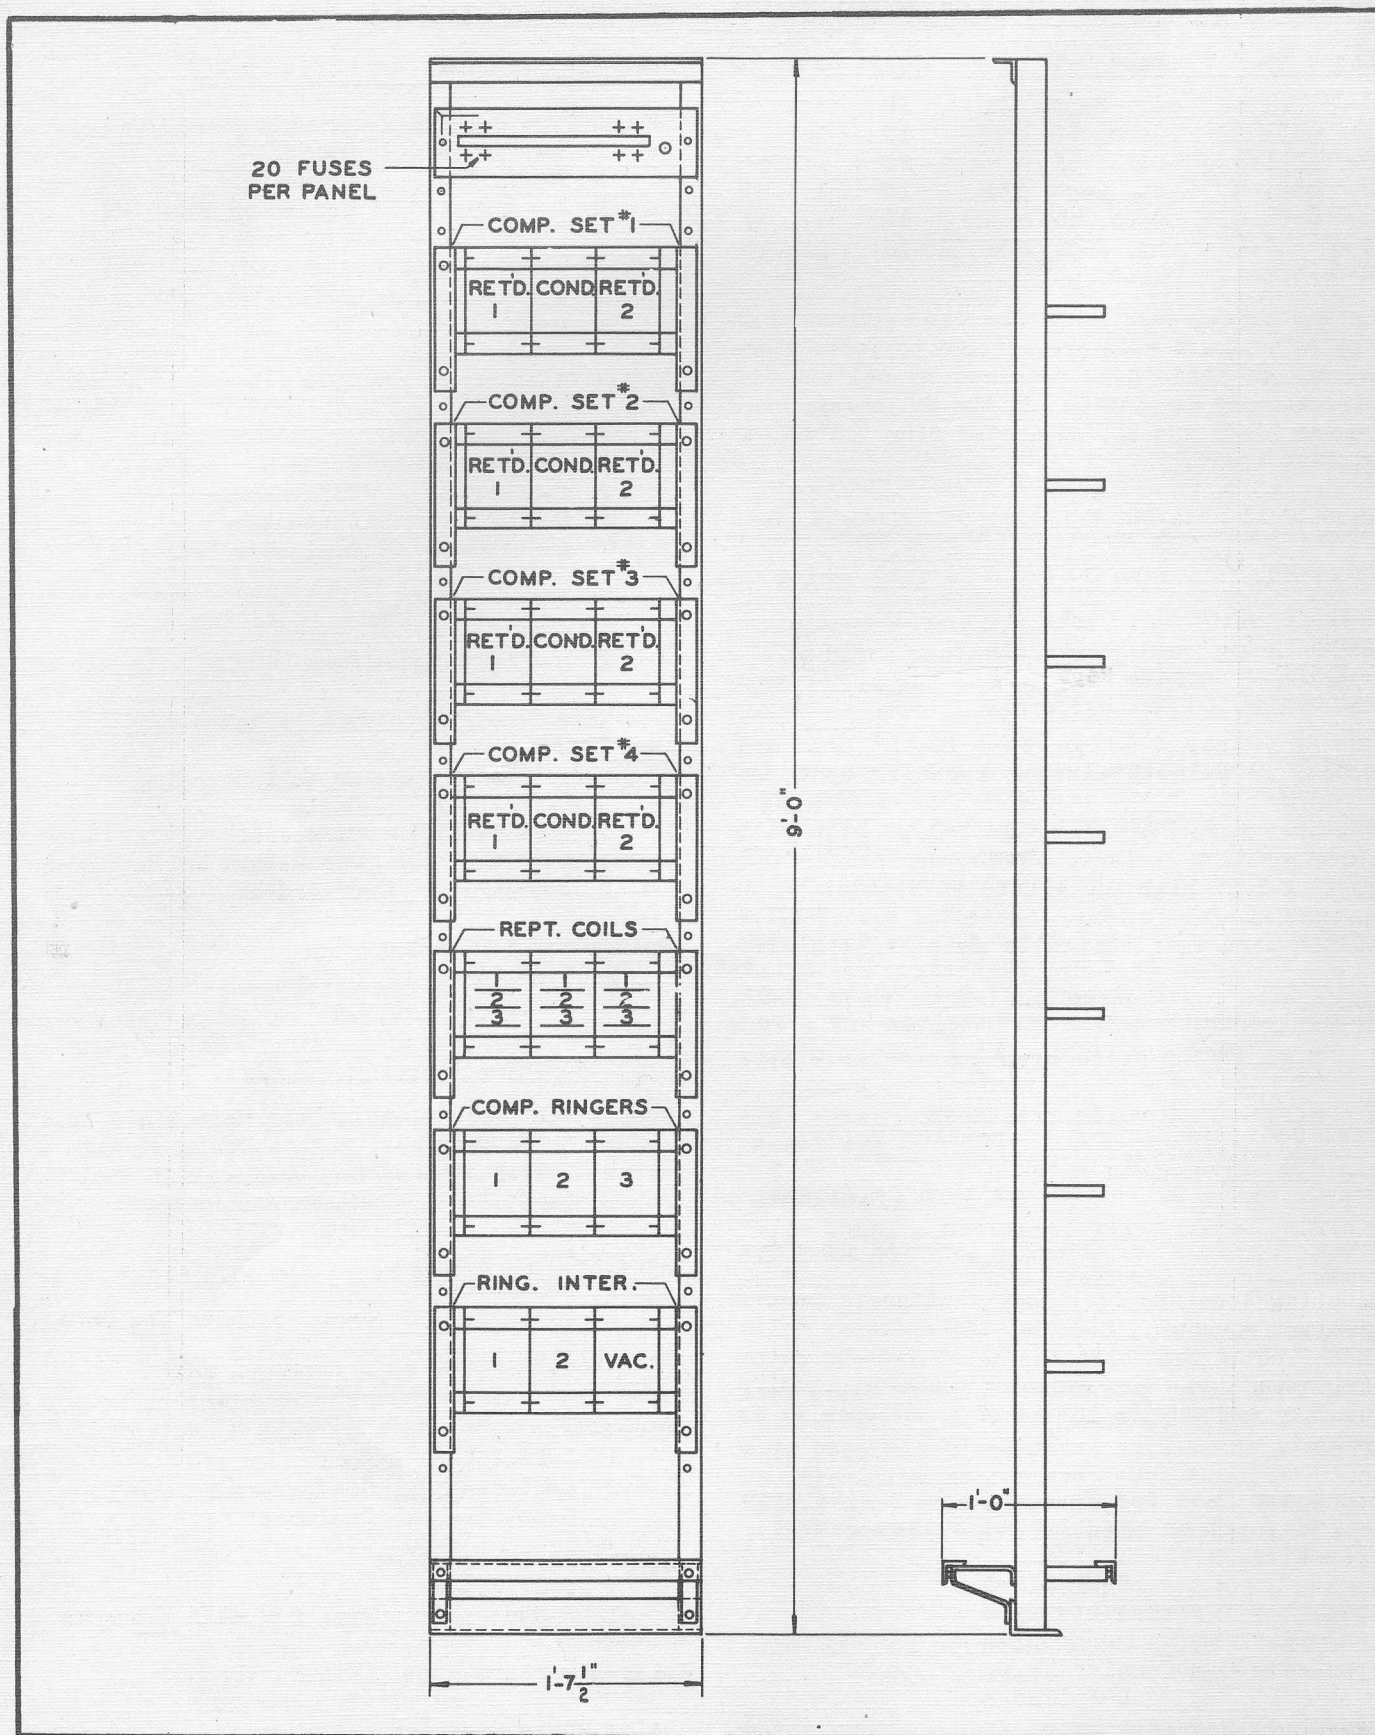 20 FUSES
PER PANEL
COMP. SET #1
RET'D. COND. RET'D.
1 2
COMP. SET #2
RET'D. COND. RET'D.
1 2
COMP. SET #3
RET'D. COND. RET'D.
1 2
COMP. SET #4
RET'D. COND. RET'D.
1 2
9'-0"
REPT. COILS
1 1 1
2 2 2
3 3 3
COMP. RINGERS
1 2 3
RING. INTER.
1 2 VAC.
1'-0"
1'-7 1/2"